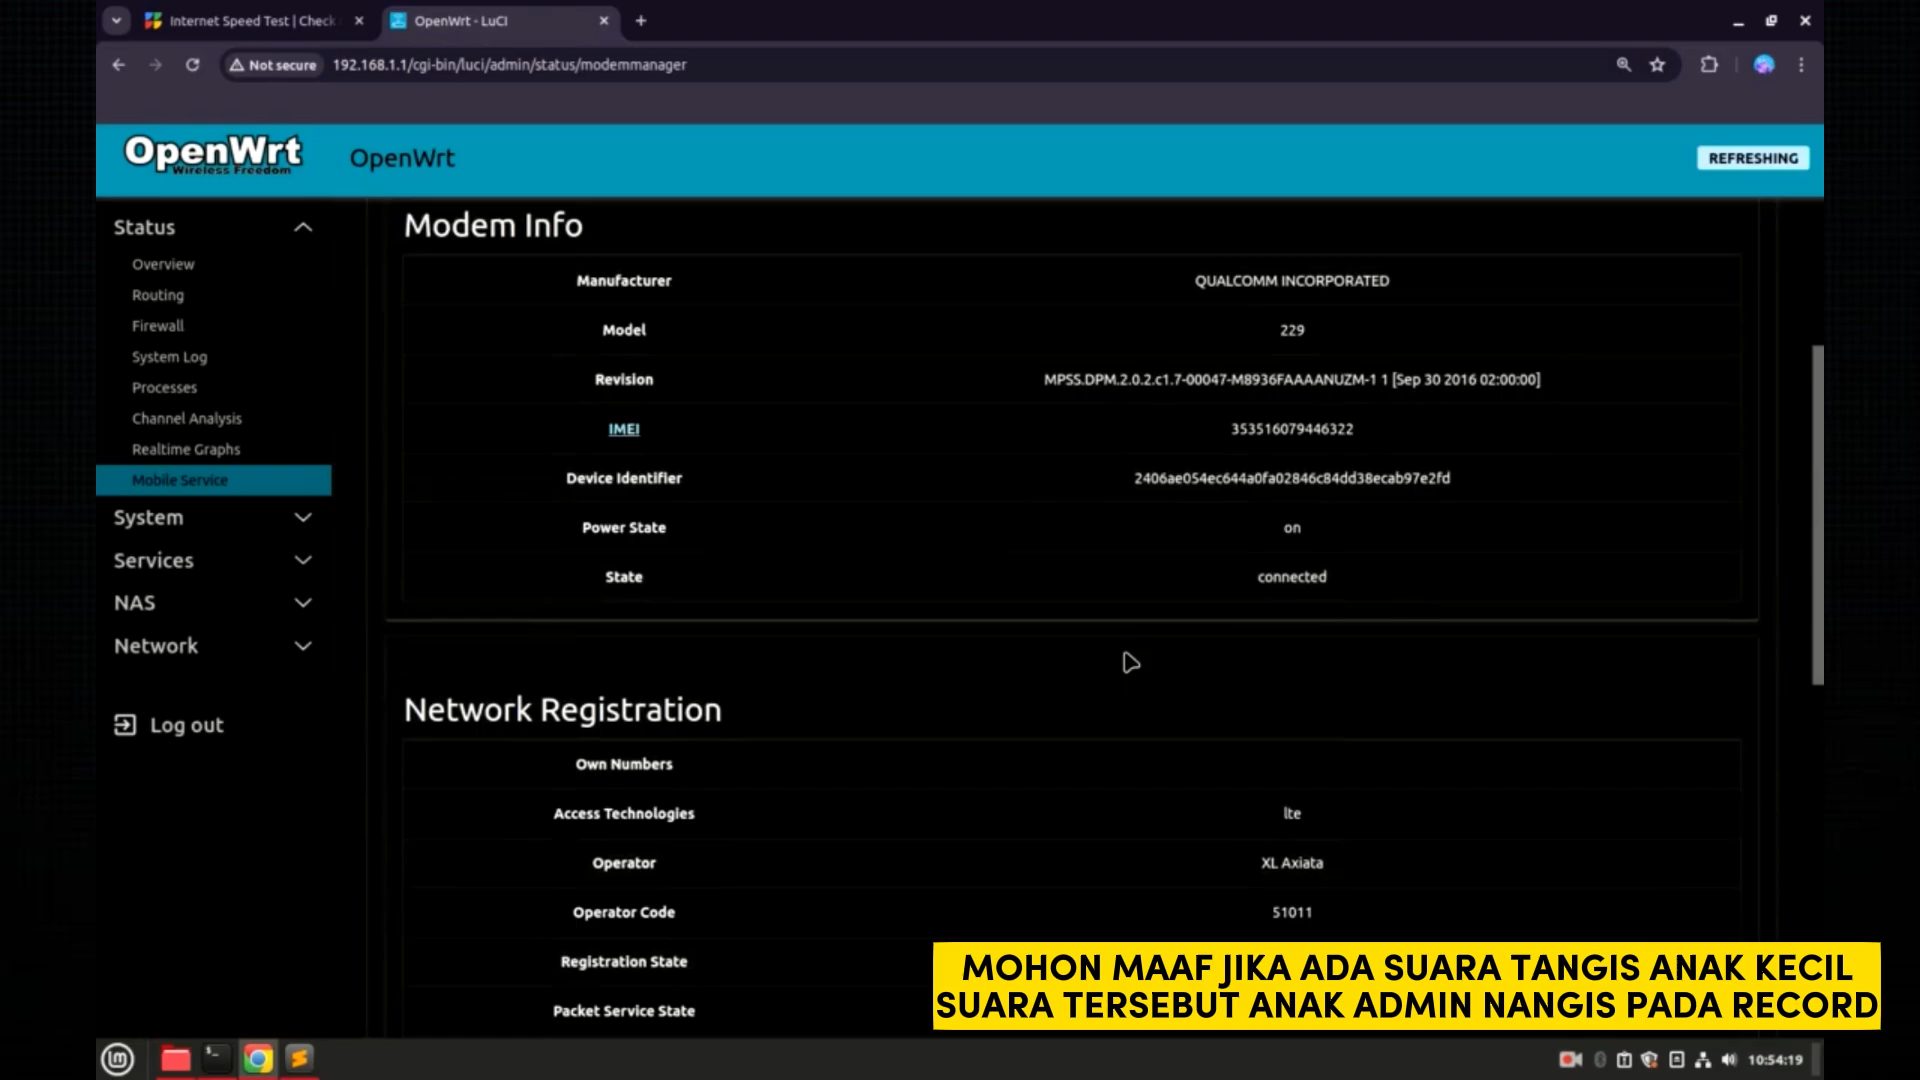 Internet Speed Test | Check
OpenWrt - LuCI
Not secure
192.168.1.1/cgi-bin/luci/admin/status/modemmanager
OpenWrt
Wireless Freedom
OpenWrt
REFRESHING
Status
Overview
Routing
Firewall
System Log
Processes
Channel Analysis
Realtime Graphs
Mobile Service
System
Services
NAS
Network
Log out
Modem Info
Manufacturer QUALCOMM INCORPORATED
Model 229
Revision MPSS.DPM.2.0.2.c1.7-00047-M8936FAAAANUZM-1 1 [Sep 30 2016 02:00:00]
IMEI 353516079446322
Device Identifier 2406ae054ec644a0fa02846c84dd38ecab97e2fd
Power State on
State connected
Network Registration
Own Numbers
Access Technologies lte
Operator XL Axiata
Operator Code 51011
Registration State
Packet Service State
MOHON MAAF JIKA ADA SUARA TANGIS ANAK KECIL
SUARA TERSEBUT ANAK ADMIN NANGIS PADA RECORD
10:54:19